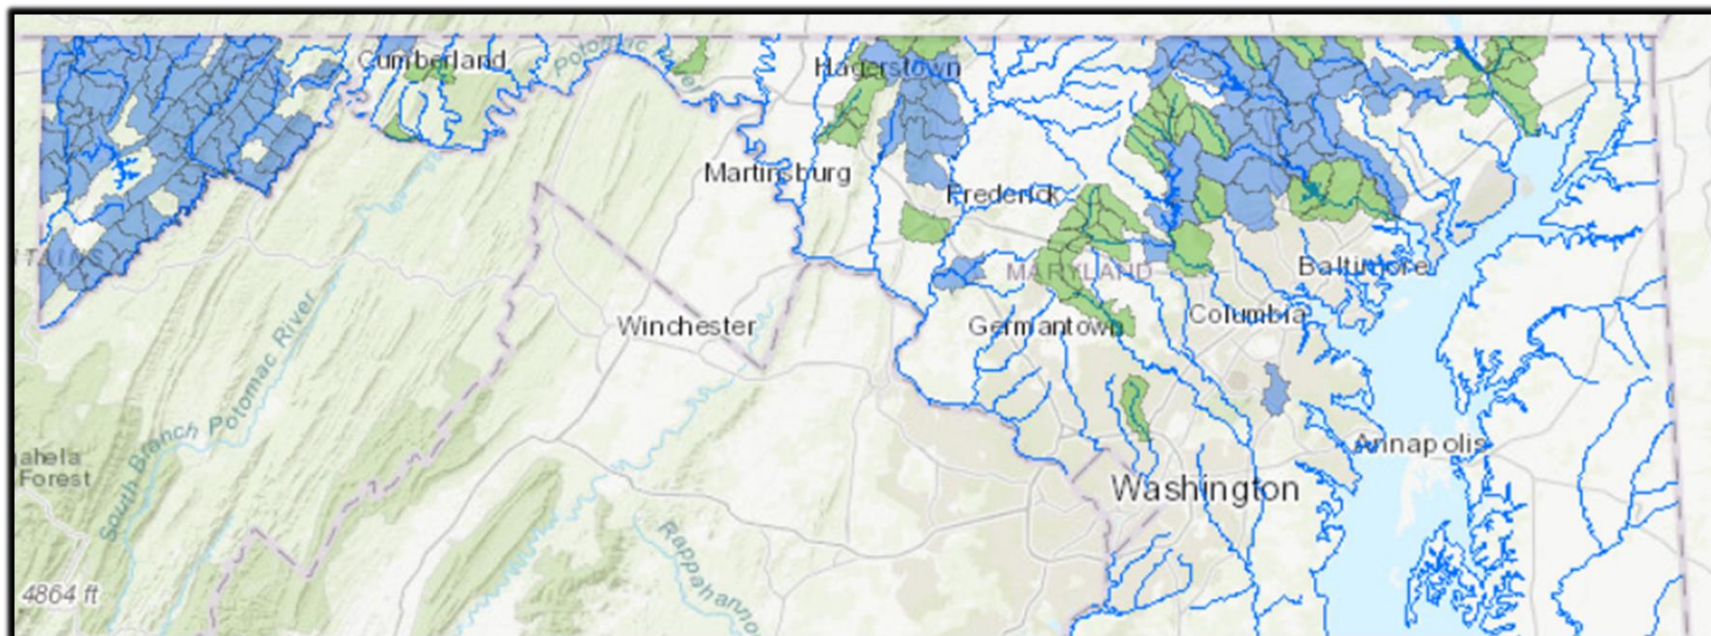 Cumberland
Potomac River
Hagerstown
Martinsburg
Frederick
MARYLAND
Baltimore
Winchester
Germantown
Columbia
South Branch Potomac River
Annapolis
ahela
Forest
Washington
Rappahanno
4864 ft